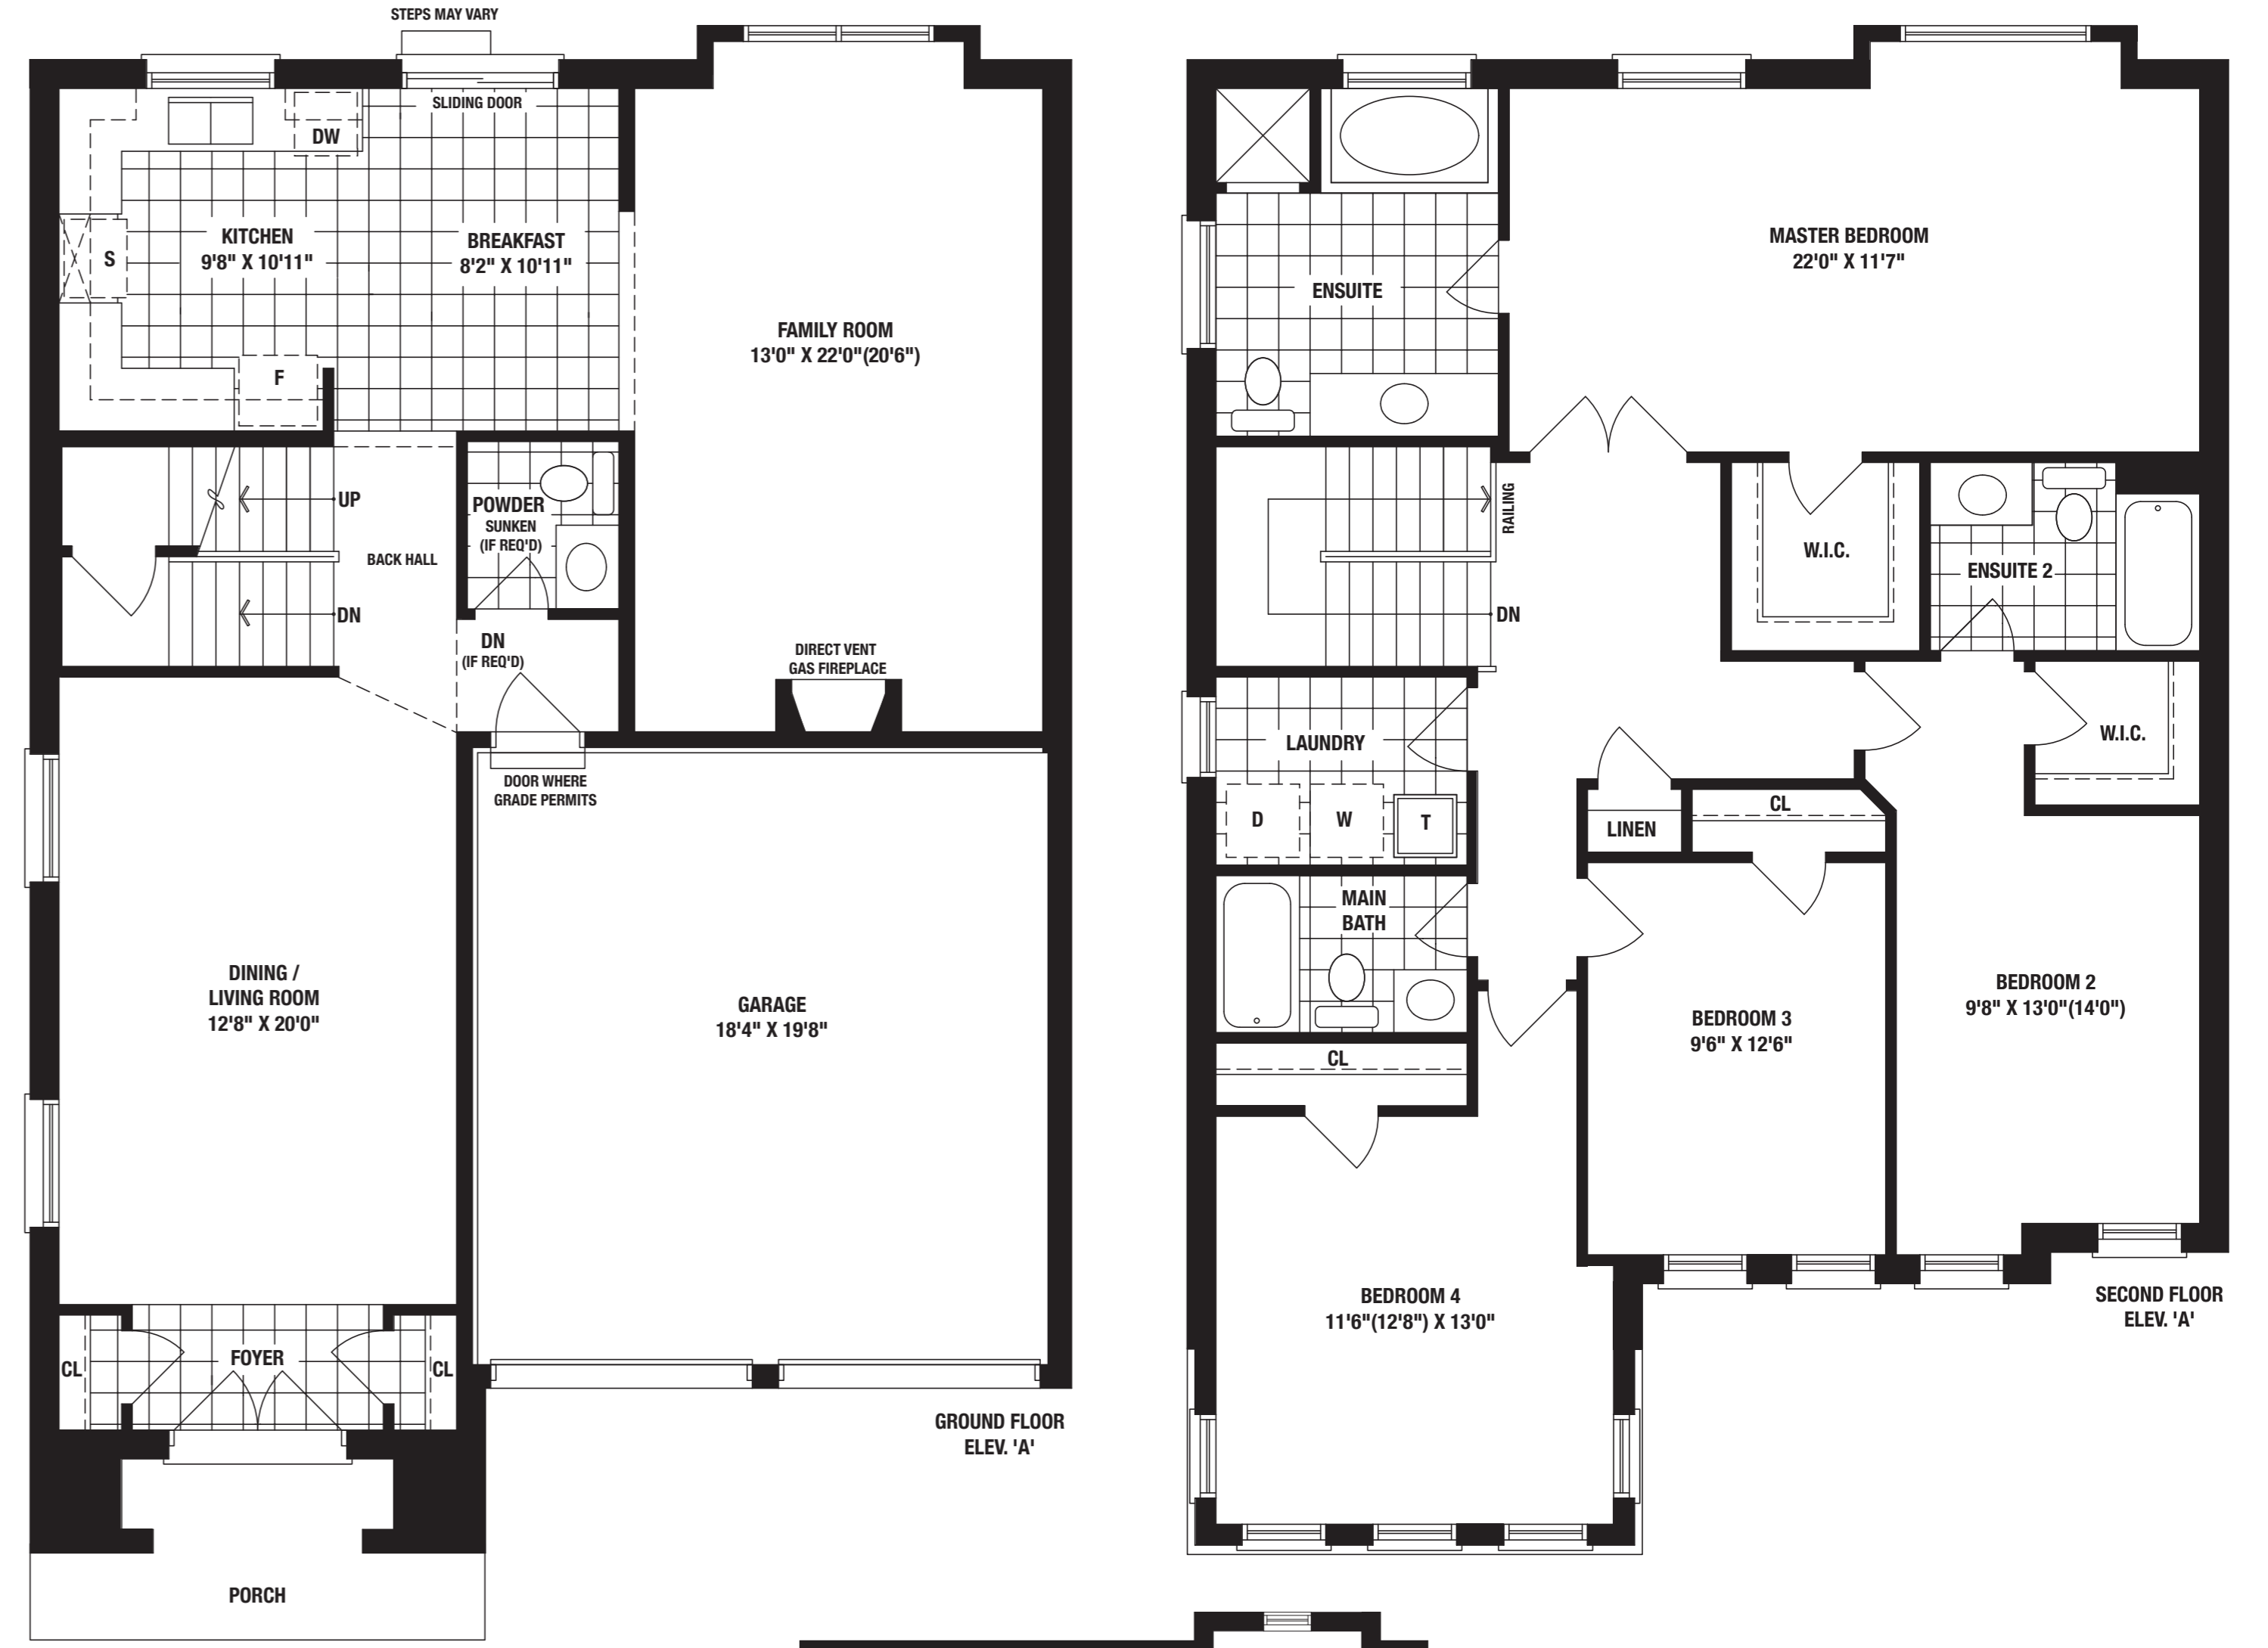 STEPS MAY VARY
SLIDING DOOR
DW
KITCHEN
9'8" X 10'11"
BREAKFAST
8'2" X 10'11"
S
F
FAMILY ROOM
13'0" X 22'0"(20'6")
UP
POWDER
SUNKEN
(IF REQ'D)
BACK HALL
DN
DN
(IF REQ'D)
DIRECT VENT
GAS FIREPLACE
DOOR WHERE
GRADE PERMITS
DINING /
LIVING ROOM
12'8" X 20'0"
GARAGE
18'4" X 19'8"
CL
FOYER
CL
GROUND FLOOR
ELEV. 'A'
PORCH
MASTER BEDROOM
22'0" X 11'7"
ENSUITE
RAILING
W.I.C.
ENSUITE 2
DN
W.I.C.
LAUNDRY
D
W
T
LINEN
CL
MAIN
BATH
CL
BEDROOM 2
9'8" X 13'0"(14'0")
BEDROOM 3
9'6" X 12'6"
BEDROOM 4
11'6"(12'8") X 13'0"
SECOND FLOOR
ELEV. 'A'